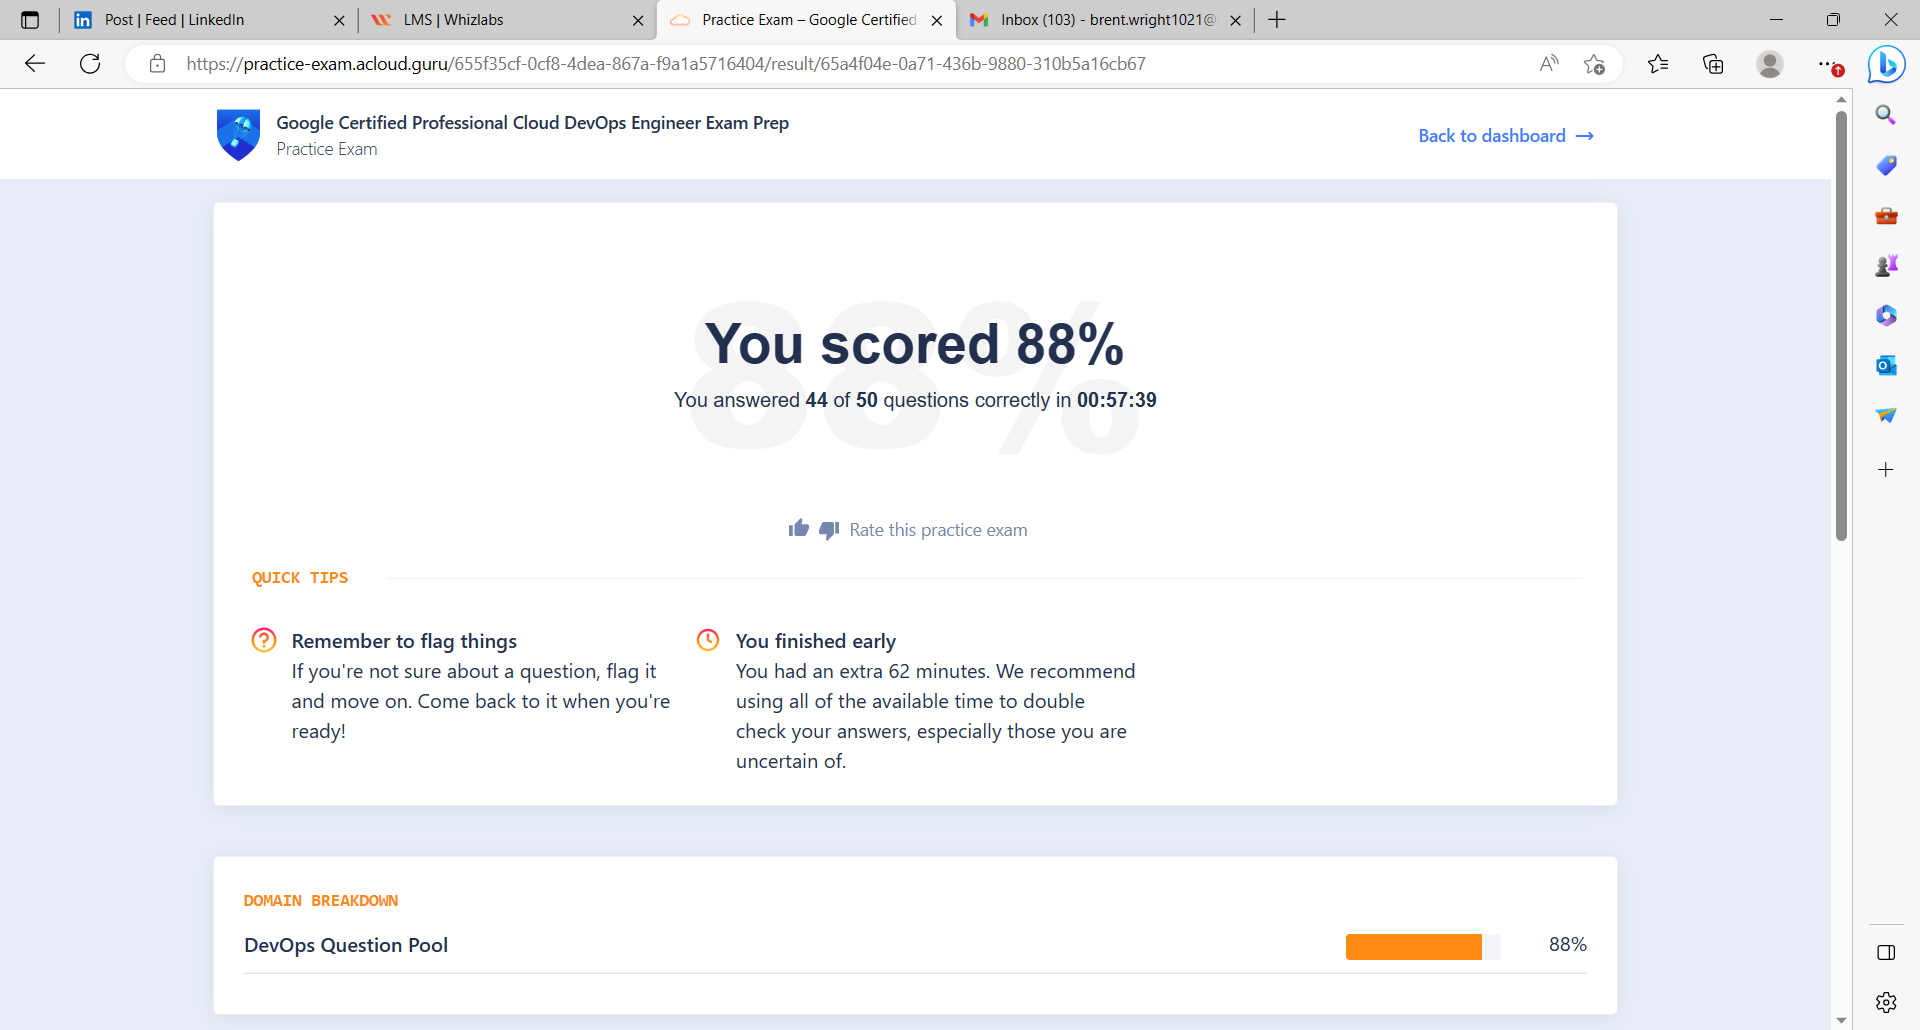 Post | Feed | LinkedIn
LMS | Whizlabs
Practice Exam – Google Certified
Inbox (103) - brent.wright1021@
https://practice-exam.acloud.guru/655f35cf-0cf8-4dea-867a-f9a1a5716404/result/65a4f04e-0a71-436b-9880-310b5a16cb67
Google Certified Professional Cloud DevOps Engineer Exam Prep
Practice Exam
Back to dashboard →
88%
You scored 88%
You answered 44 of 50 questions correctly in 00:57:39
Rate this practice exam
QUICK TIPS
Remember to flag things
If you're not sure about a question, flag it
and move on. Come back to it when you're
ready!
You finished early
You had an extra 62 minutes. We recommend
using all of the available time to double
check your answers, especially those you are
uncertain of.
DOMAIN BREAKDOWN
DevOps Question Pool
88%